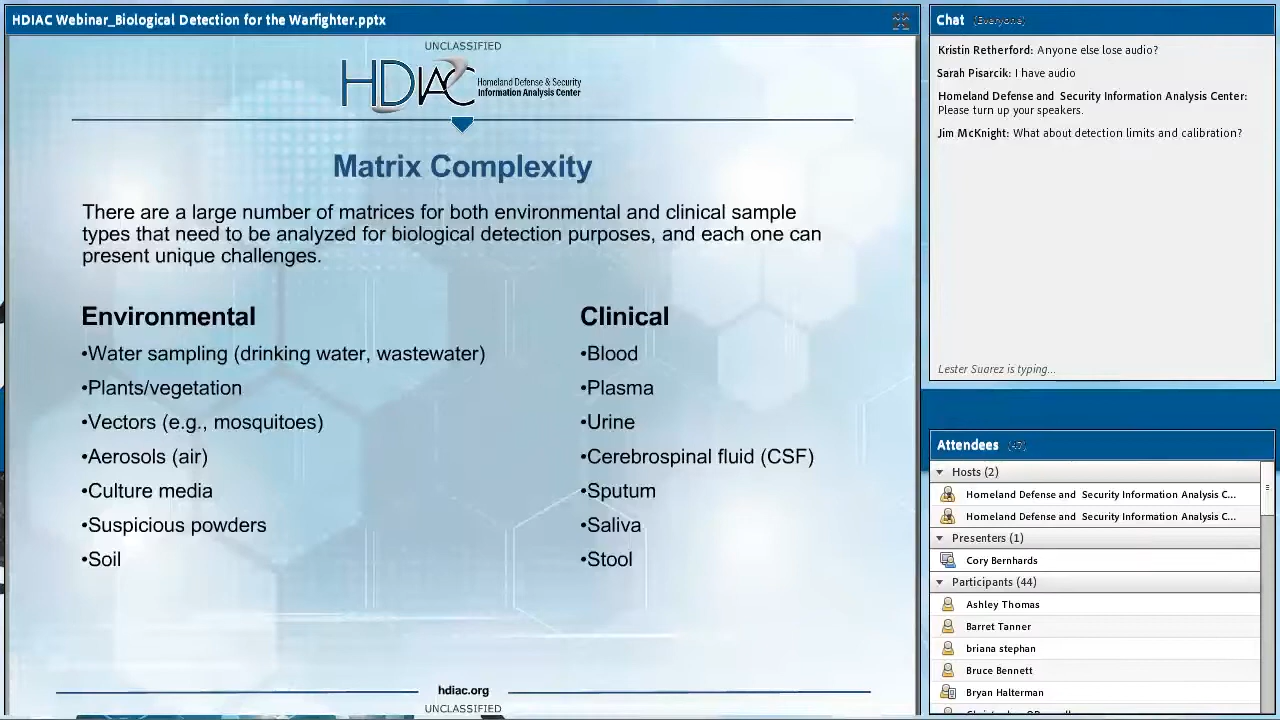 HDIAC Webinar_Biological Detection for the Warfighter.pptx
UNCLASSIFIED
HDIAC
Homeland Defense & Security
Information Analysis Center
Matrix Complexity
There are a large number of matrices for both environmental and clinical sample
types that need to be analyzed for biological detection purposes, and each one can
present unique challenges.
Environmental
•Water sampling (drinking water, wastewater)
•Plants/vegetation
•Vectors (e.g., mosquitoes)
•Aerosols (air)
•Culture media
•Suspicious powders
•Soil
Clinical
•Blood
•Plasma
•Urine
•Cerebrospinal fluid (CSF)
•Sputum
•Saliva
•Stool
hdiac.org
UNCLASSIFIED
Chat (Everyone)
Kristin Retherford: Anyone else lose audio?
Sarah Pisarcik: I have audio
Homeland Defense and Security Information Analysis Center:
Please turn up your speakers.
Jim McKnight: What about detection limits and calibration?
Lester Suarez is typing...
Attendees (47)
Hosts (2)
Homeland Defense and Security Information Analysis C...
Homeland Defense and Security Information Analysis C...
Presenters (1)
Cory Bernhards
Participants (44)
Ashley Thomas
Barret Tanner
briana stephan
Bruce Bennett
Bryan Halterman